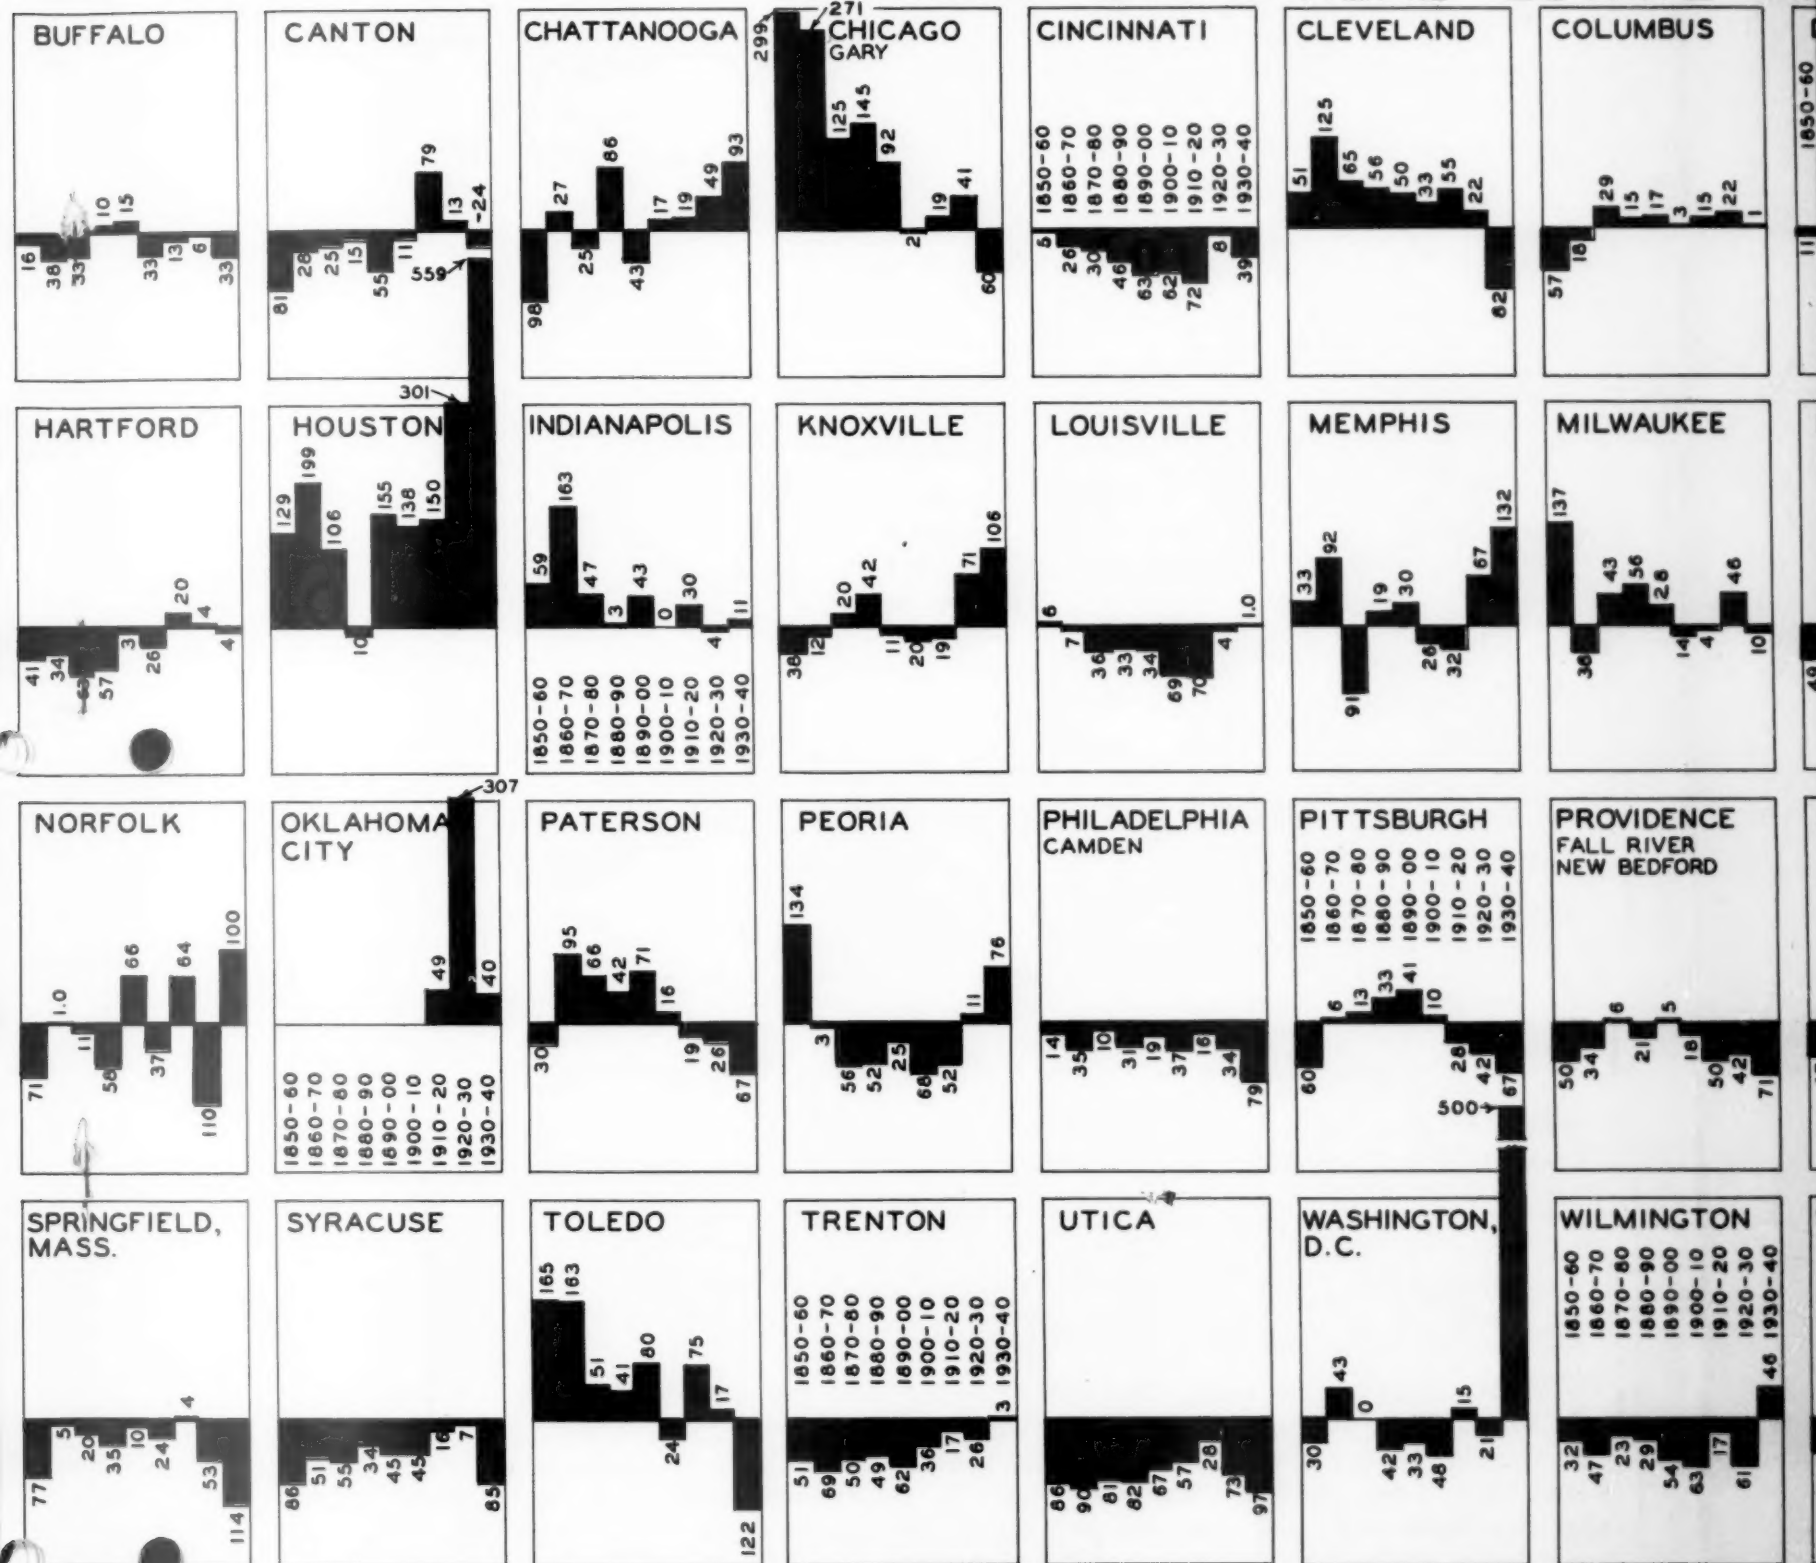 BUFFALO
16 38 33 10 15 33 13 6 33
CANTON
81 28 25 15 55 11 79 13 -24
CHATTANOOGA
98 27 25 86 43 17 19 49 93
CHICAGO
GARY
299 271 125 145 92 2 19 41 60
CINCINNATI
1850-60 1860-70 1870-80 1880-90 1890-00 1900-10 1910-20 1920-30 1930-40
5 26 30 46 63 62 72 8 39
CLEVELAND
51 125 65 56 50 33 55 22 82
COLUMBUS
57 18 29 15 17 3 15 22 1
1850-60
11
HARTFORD
41 34 63 57 3 26 20 4 4
HOUSTON
129 199 106 10 155 138 150 301 559
INDIANAPOLIS
59 163 47 3 43 0 30 4 11
1850-60 1860-70 1870-80 1880-90 1890-00 1900-10 1910-20 1920-30 1930-40
KNOXVILLE
38 12 20 42 11 20 19 71 106
LOUISVILLE
6 7 36 33 34 69 70 4 1.0
MEMPHIS
33 92 91 19 30 26 32 67 132
MILWAUKEE
137 38 43 56 28 14 4 46 10
49
NORFOLK
71 1.0 11 58 66 37 64 110 100
OKLAHOMA
CITY
49 307 40
1850-60 1860-70 1870-80 1880-90 1890-00 1900-10 1910-20 1920-30 1930-40
PATERSON
30 95 66 42 71 16 19 26 67
PEORIA
134 3 56 52 25 68 52 11 76
PHILADELPHIA
CAMDEN
14 35 10 31 19 37 16 34 79
PITTSBURGH
1850-60 1860-70 1870-80 1880-90 1890-00 1900-10 1910-20 1920-30 1930-40
60 6 13 33 41 10 28 42 67
PROVIDENCE
FALL RIVER
NEW BEDFORD
50 34 6 21 5 18 50 42 71
SPRINGFIELD,
MASS.
77 5 20 35 10 24 4 53 114
SYRACUSE
86 51 55 34 45 45 16 7 85
TOLEDO
165 163 51 41 80 24 75 17 122
TRENTON
1850-60 1860-70 1870-80 1880-90 1890-00 1900-10 1910-20 1920-30 1930-40
51 69 50 49 62 36 17 26 3
UTICA
86 90 81 82 67 57 28 73 97
WASHINGTON,
D.C.
30 43 0 42 33 48 15 21 500
WILMINGTON
1850-60 1860-70 1870-80 1880-90 1890-00 1900-10 1910-20 1920-30 1930-40
32 47 23 29 54 63 17 61 46